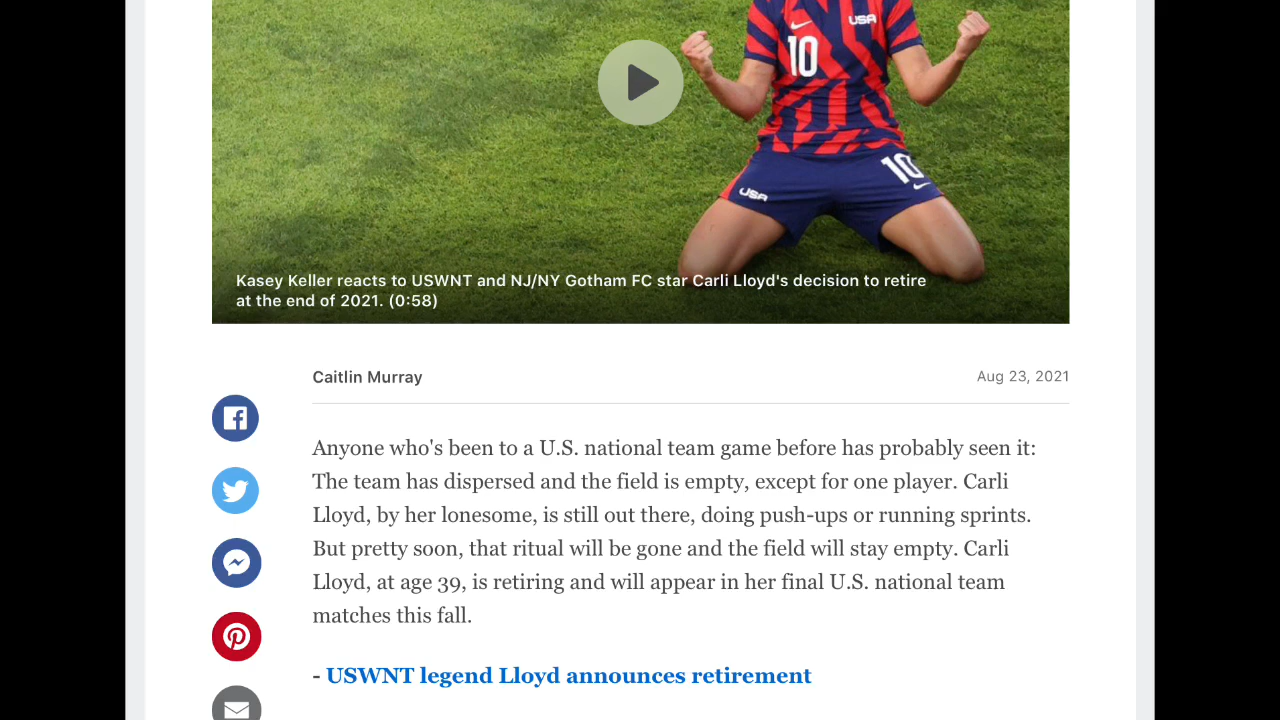 USA
10
10
USA
Kasey Keller reacts to USWNT and NJ/NY Gotham FC star Carli Lloyd's decision to retire
at the end of 2021. (0:58)
Caitlin Murray
Aug 23, 2021
Anyone who's been to a U.S. national team game before has probably seen it:
The team has dispersed and the field is empty, except for one player. Carli
Lloyd, by her lonesome, is still out there, doing push-ups or running sprints.
But pretty soon, that ritual will be gone and the field will stay empty. Carli
Lloyd, at age 39, is retiring and will appear in her final U.S. national team
matches this fall.
- USWNT legend Lloyd announces retirement